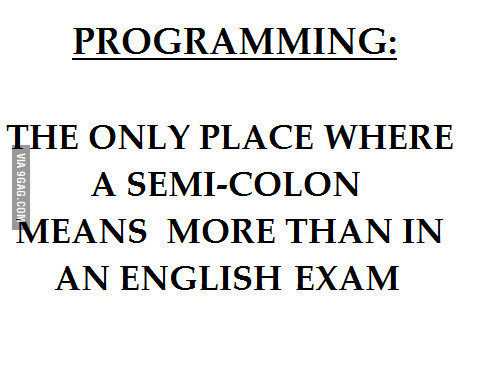 PROGRAMMING:
THE ONLY PLACE WHERE
A SEMI-COLON
MEANS MORE THAN IN
AN ENGLISH EXAM
VIA 9GAG.COM